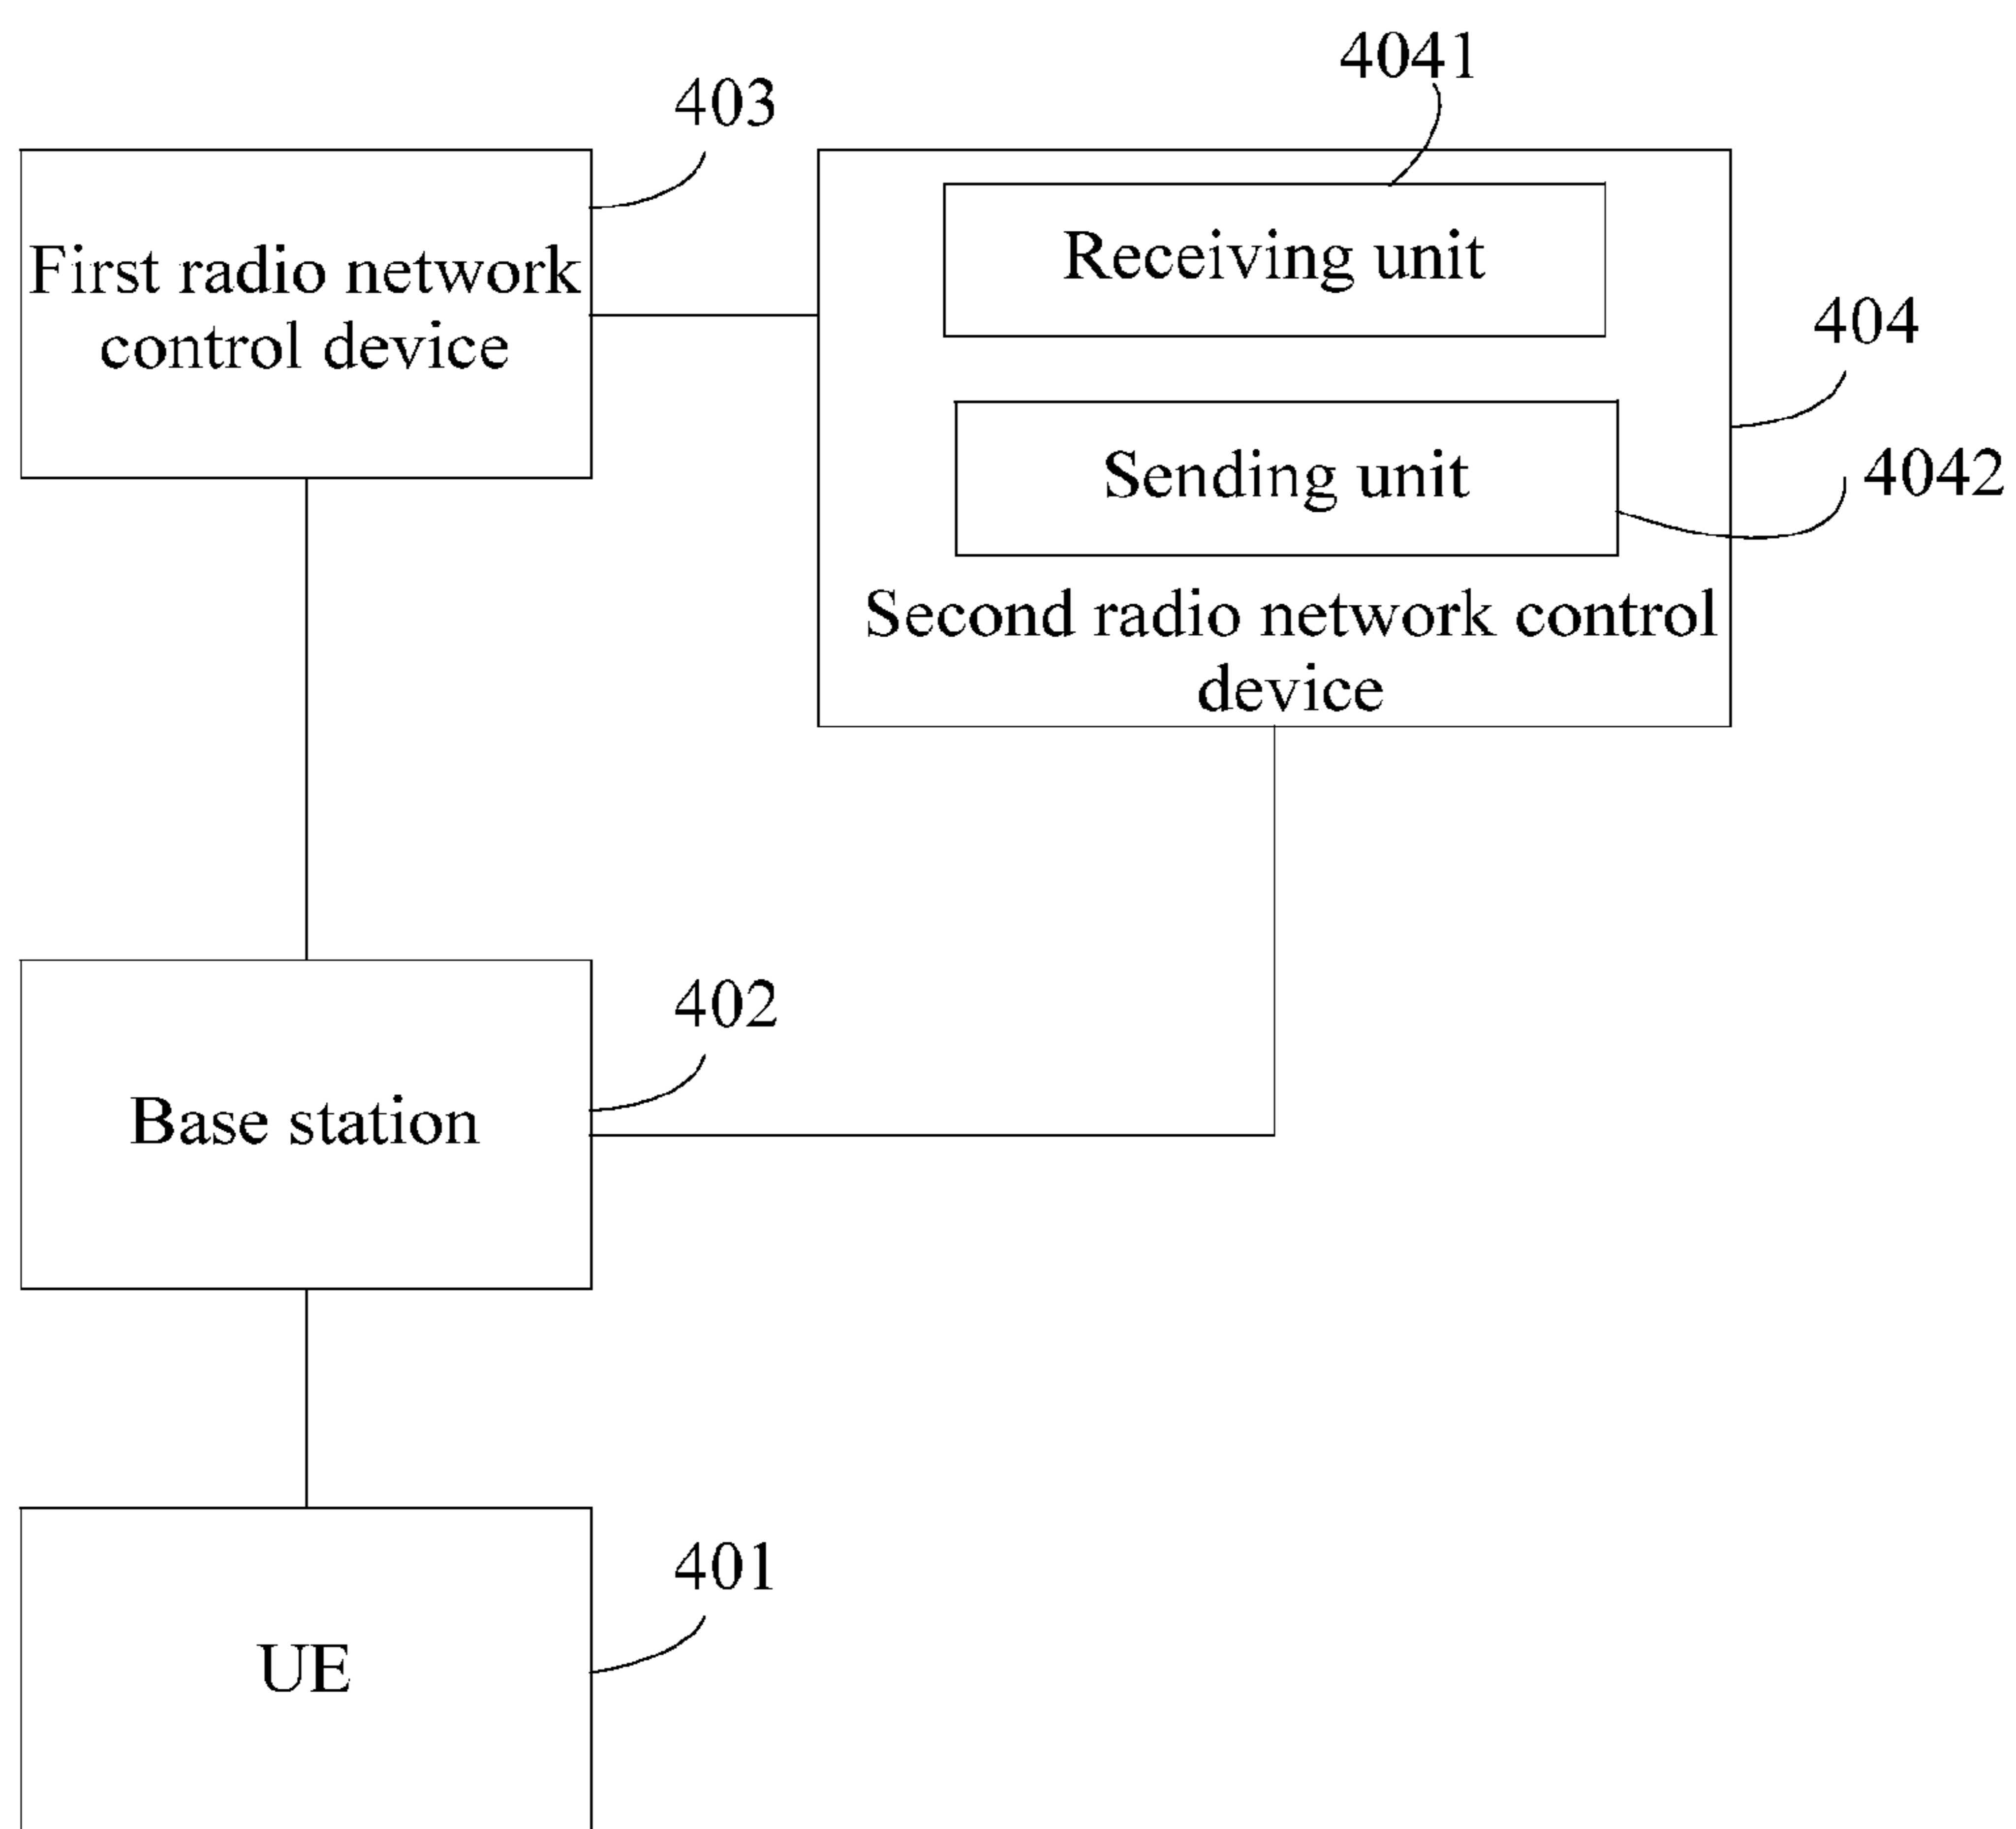 4041
403
First radio network
control device
Receiving unit
404
Sending unit
4042
Second radio network control
device
402
Base station
401
UE